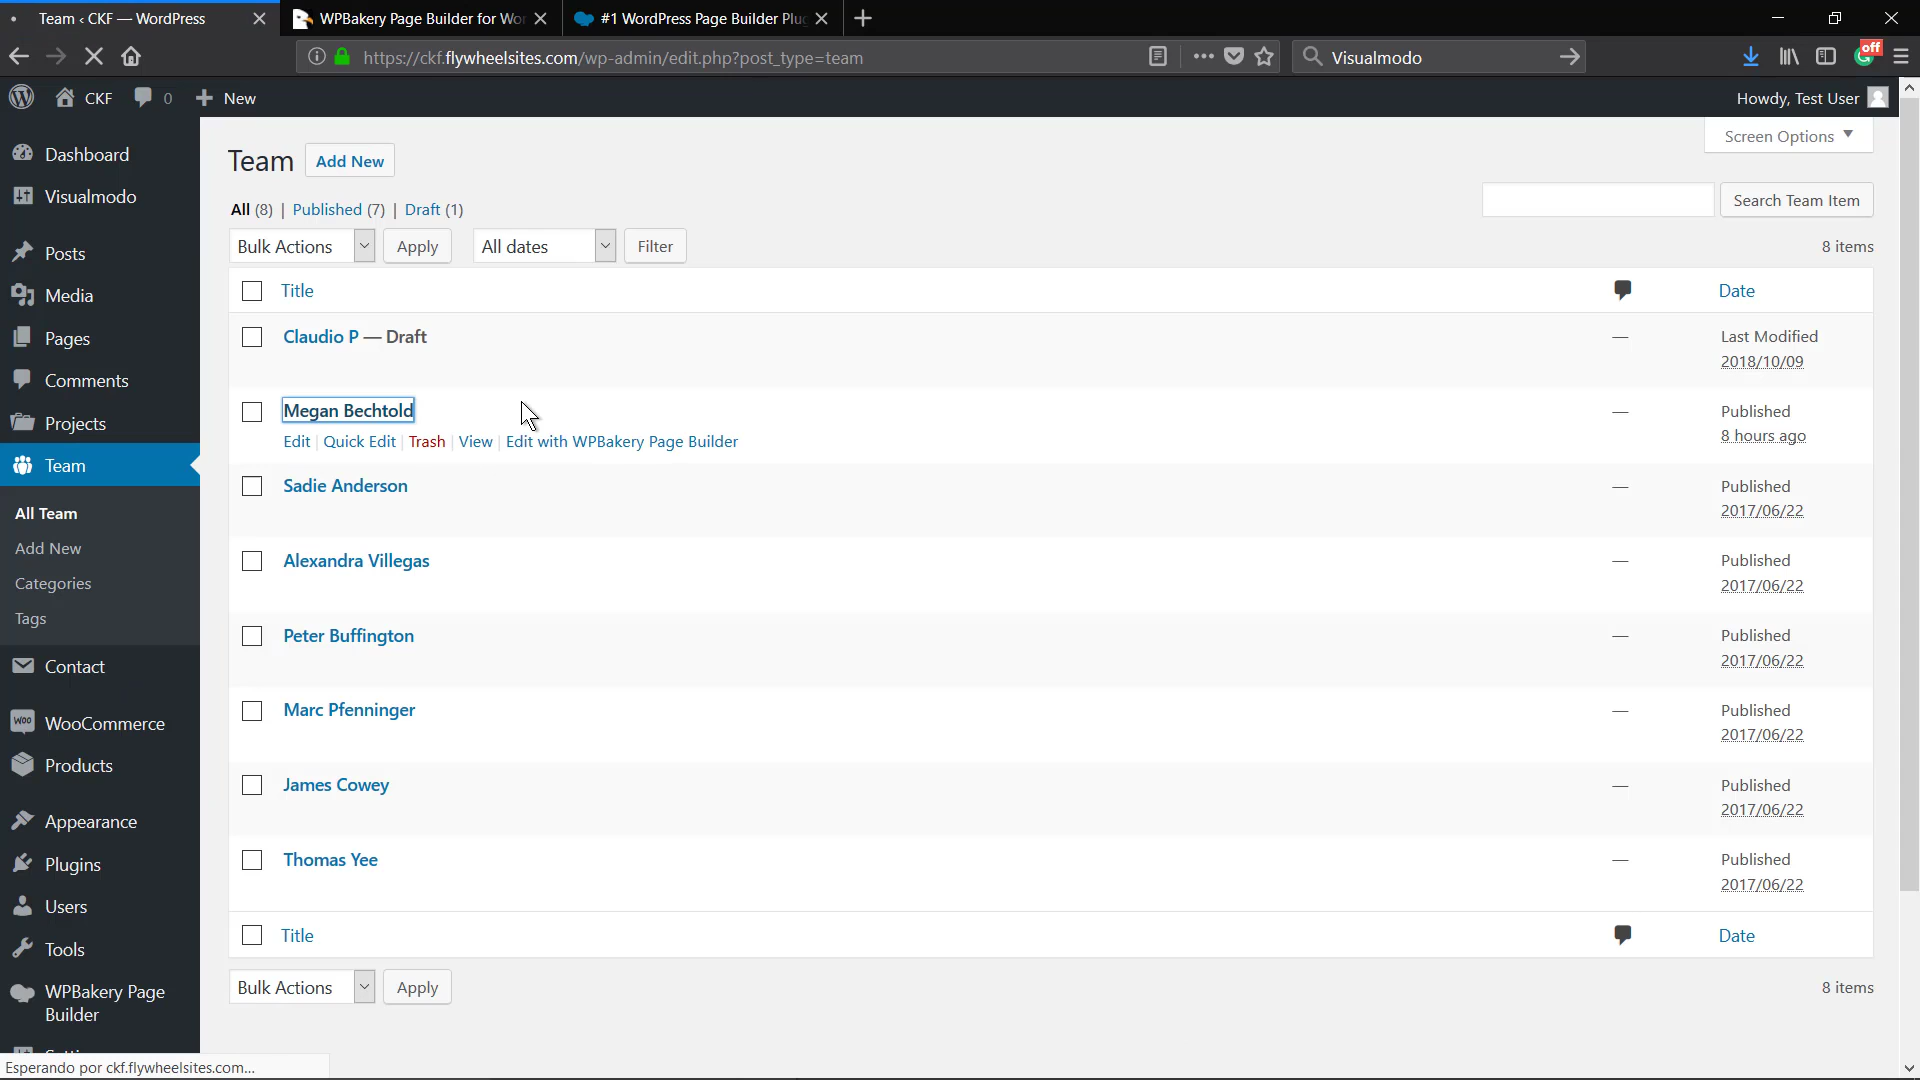 Team ‹ CKF — WordPress
WPBakery Page Builder for Wor
#1 WordPress Page Builder Plug
https://ckf.flywheelsites.com/wp-admin/edit.php?post_type=team
Visualmodo
off
CKF
0
New
Howdy, Test User
Dashboard
Visualmodo
Posts
Media
Pages
Comments
Projects
Team
All Team
Add New
Categories
Tags
Contact
WooCommerce
Products
Appearance
Plugins
Users
Tools
WPBakery Page
Builder
Screen Options
Team Add New
All (8) | Published (7) | Draft (1)
Search Team Item
Bulk Actions Apply All dates Filter 8 items
Title Date
Claudio P — Draft — Last Modified
2018/10/09
Megan Bechtold — Published
8 hours ago
Edit | Quick Edit | Trash | View | Edit with WPBakery Page Builder
Sadie Anderson — Published
2017/06/22
Alexandra Villegas — Published
2017/06/22
Peter Buffington — Published
2017/06/22
Marc Pfenninger — Published
2017/06/22
James Cowey — Published
2017/06/22
Thomas Yee — Published
2017/06/22
Title Date
Bulk Actions Apply 8 items
Esperando por ckf.flywheelsites.com...